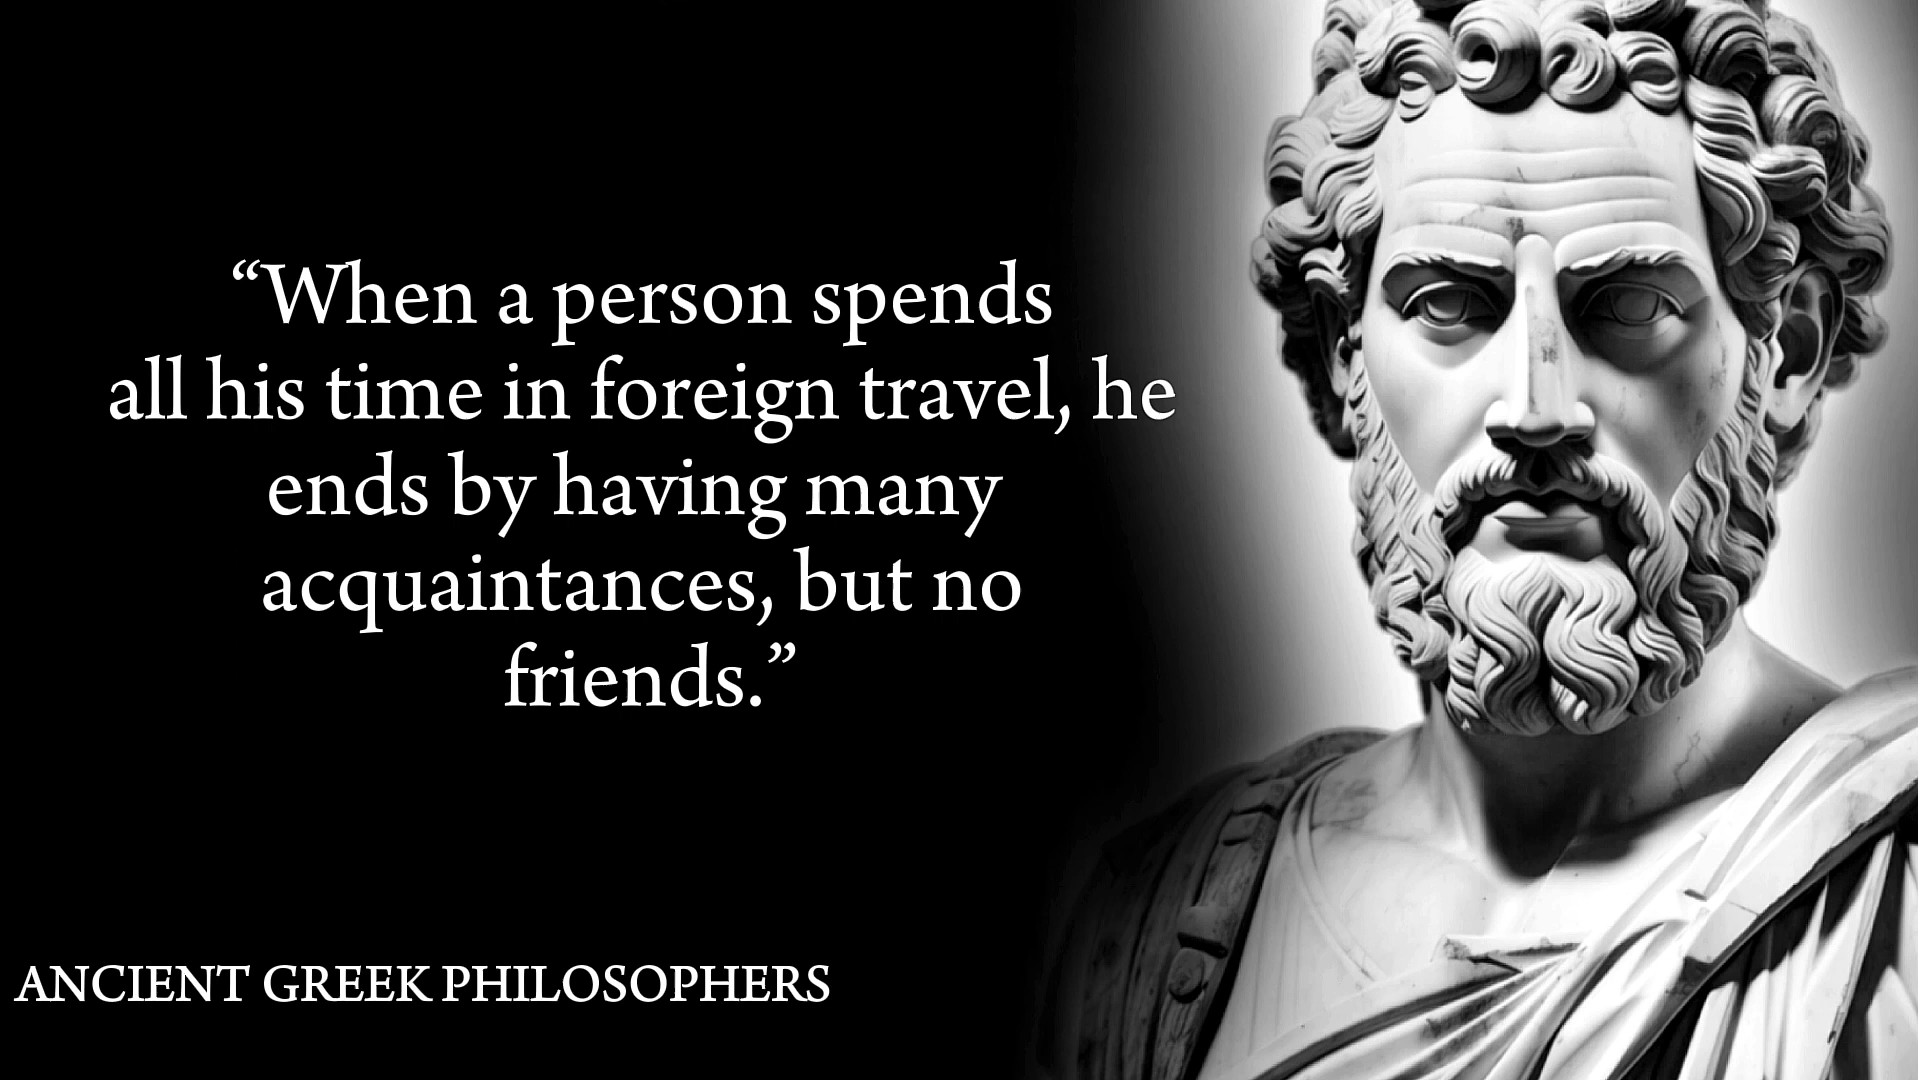 “When a person spends
all his time in foreign travel, he
ends by having many
acquaintances, but no
friends.”
ANCIENT GREEK PHILOSOPHERS